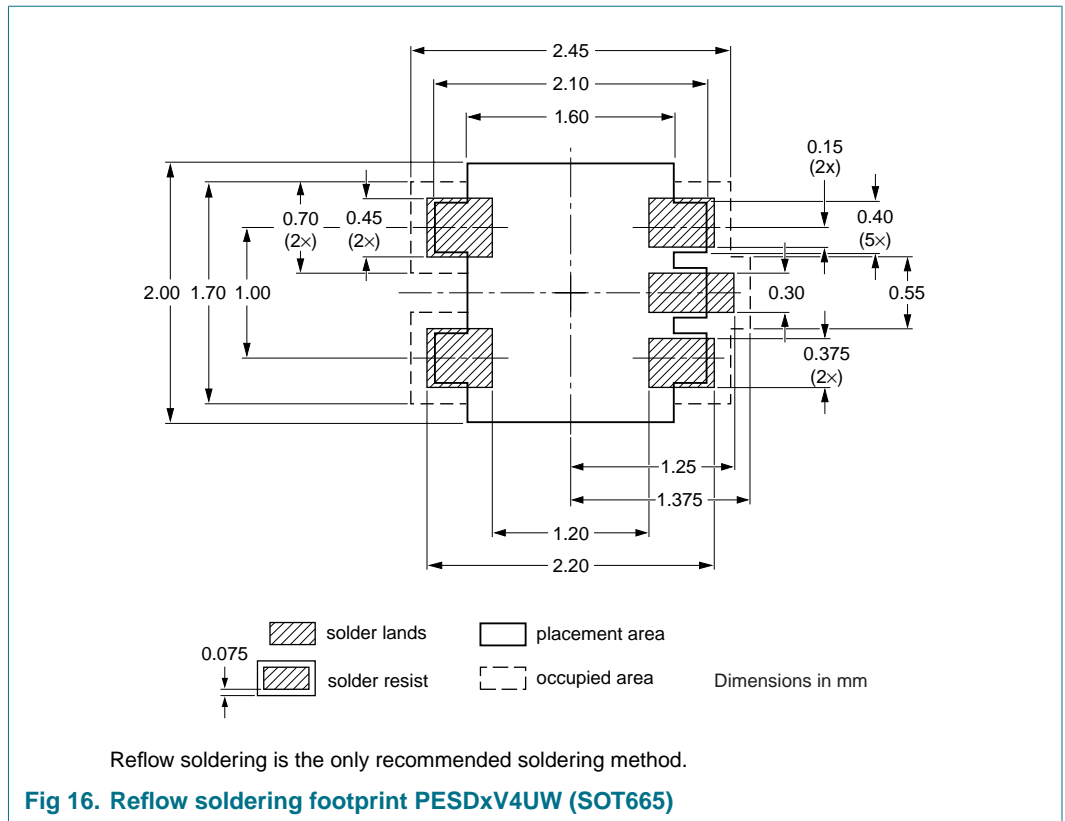 2.45
2.10
1.60
0.15
(2x)
0.70
(2×)
0.45
(2×)
0.40
(5×)
2.00 1.70 1.00
0.30
0.55
0.375
(2×)
1.25
1.375
1.20
2.20
solder lands
placement area
0.075
solder resist
occupied area
Dimensions in mm
Reflow soldering is the only recommended soldering method.
Fig 16. Reflow soldering footprint PESDxV4UW (SOT665)